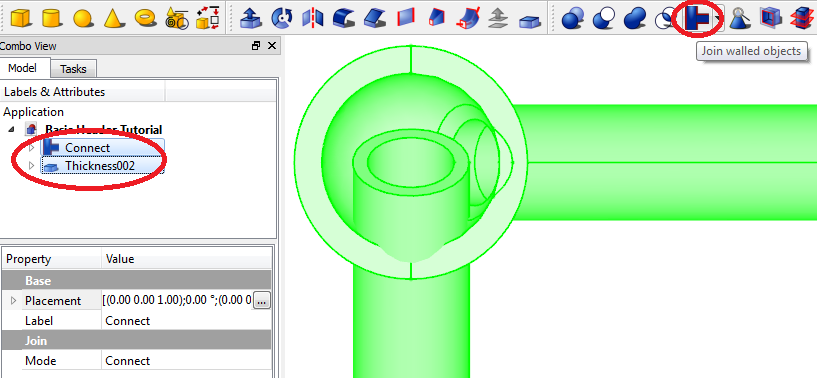 Combo View
Join walled objects
Model Tasks
Labels & Attributes
Application
Basic Header Tutorial
Connect
Thickness002
Property Value
Base
Placement [(0.00 0.00 1.00);0.00 °;(0.00 0 ...
Label Connect
Join
Mode Connect